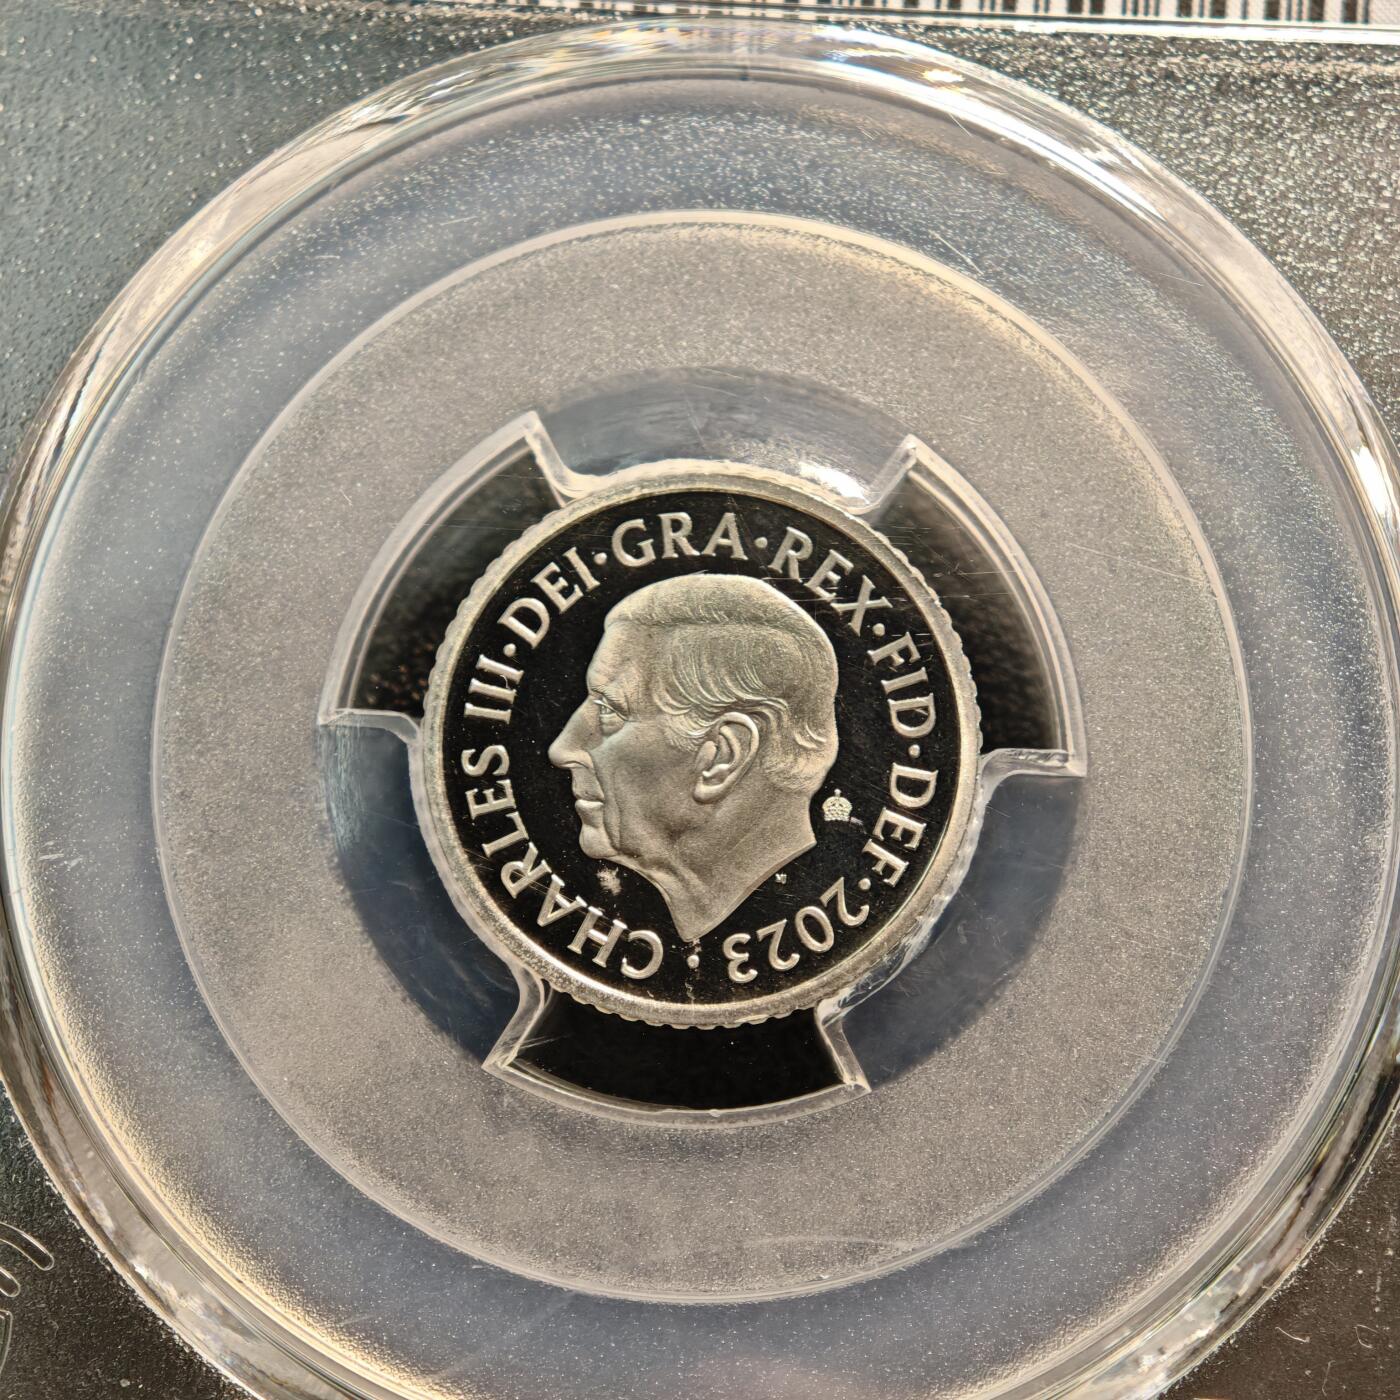 CHARLES III · DEI · GRA · REX · FID · DEF · 2023 ·